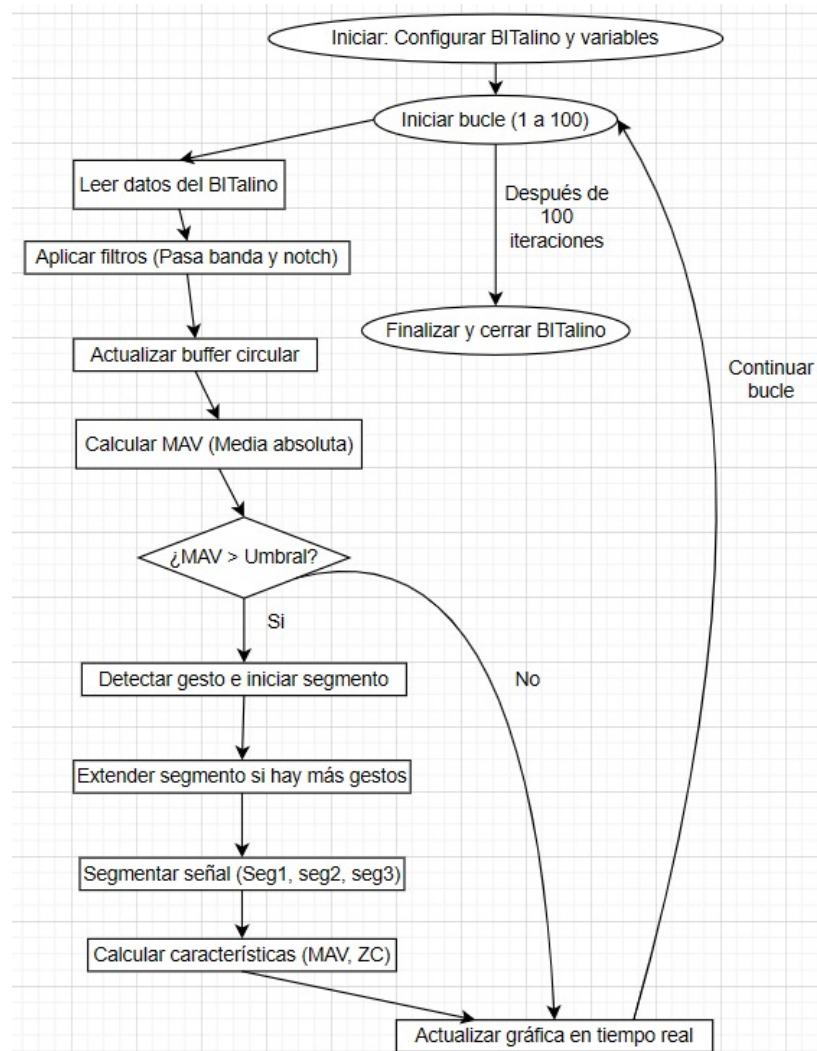 Iniciar: Configurar BITalino y variables
Iniciar bucle (1 a 100)
Leer datos del BITalino
Después de
100
iteraciones
Aplicar filtros (Pasa banda y notch)
Finalizar y cerrar BITalino
Actualizar buffer circular
Continuar
bucle
Calcular MAV (Media absoluta)
¿MAV > Umbral?
Si
Detectar gesto e iniciar segmento
No
Extender segmento si hay más gestos
Segmentar señal (Seg1, seg2, seg3)
Calcular características (MAV, ZC)
Actualizar gráfica en tiempo real